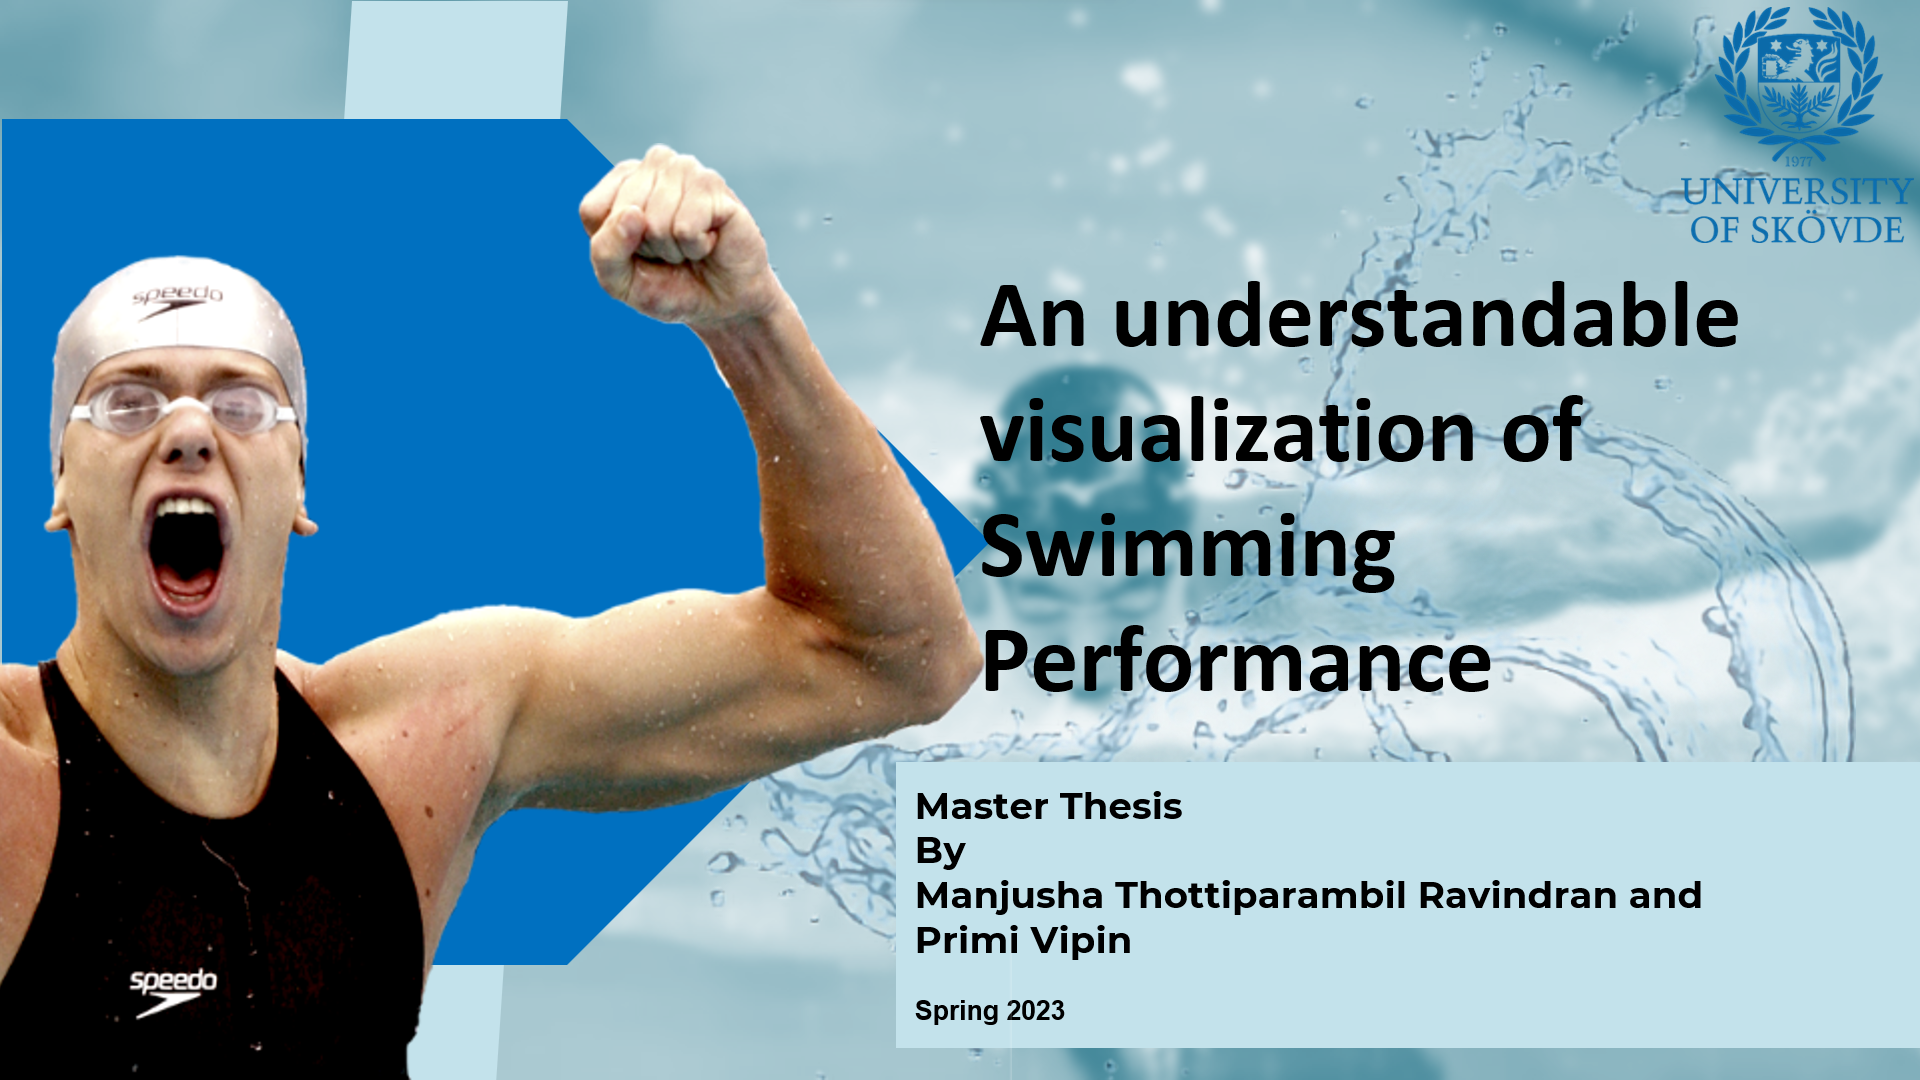 1977
UNIVERSITY
OF SKÖVDE
speedo
An understandable
visualization of
Swimming
Performance
Master Thesis
By
Manjusha Thottiparambil Ravindran and
Primi Vipin
Spring 2023
speedo